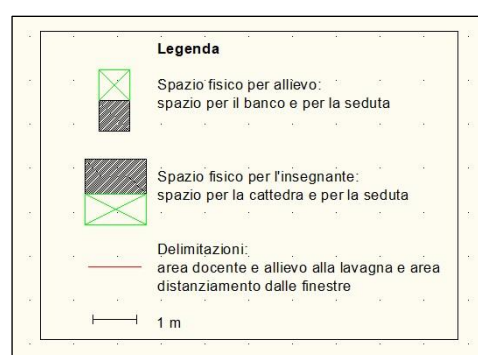 Legenda
Spazio fisico per allievo:
spazio per il banco e per la seduta
Spazio fisico per l'insegnante:
spazio per la cattedra e per la seduta
Delimitazioni:
area docente e allievo alla lavagna e area
distanziamento dalle finestre
1 m